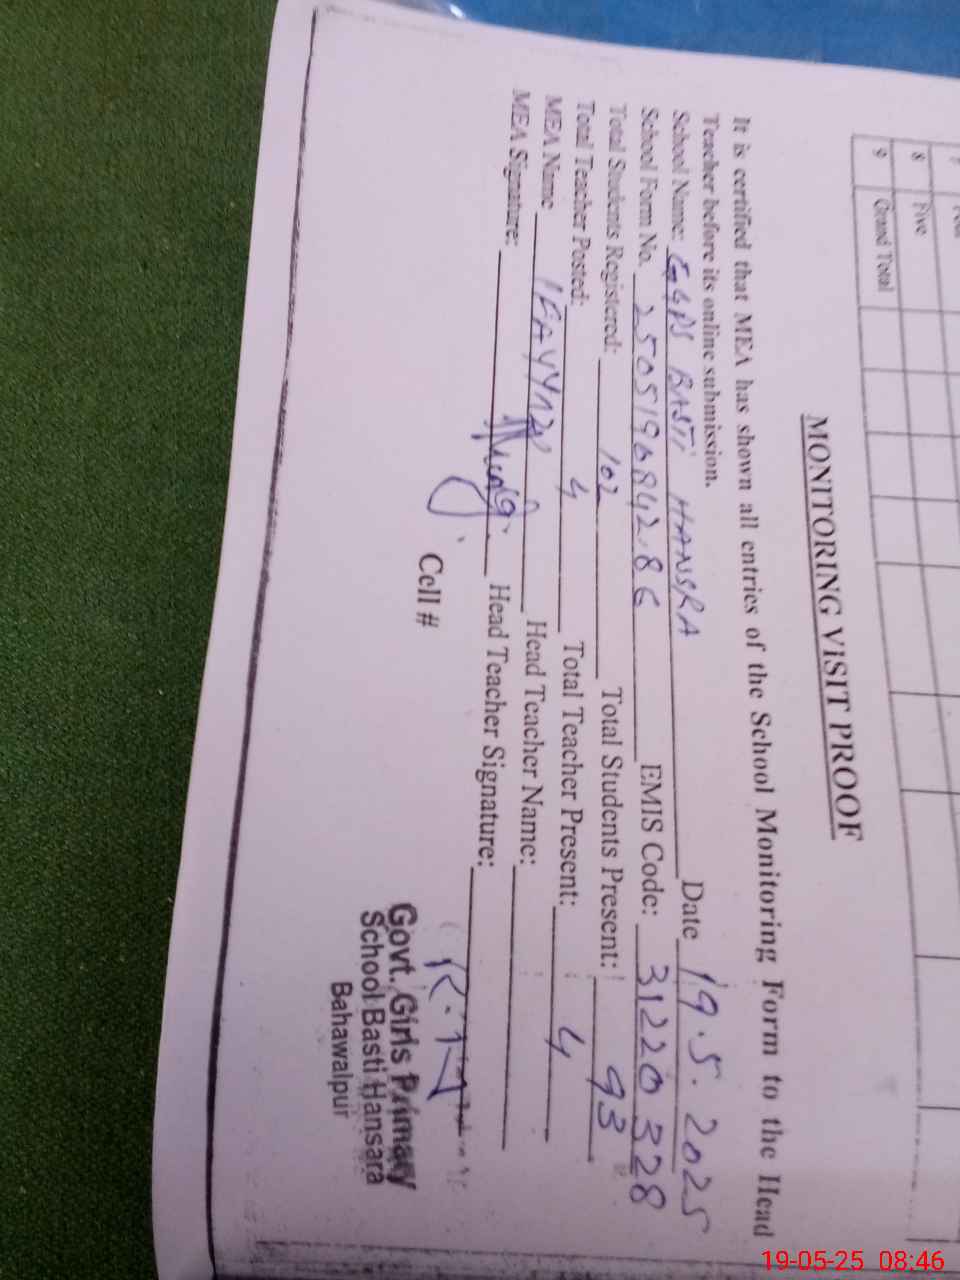 7
8 Five
9 Grand Total
MONITORING VISIT PROOF
It is certified that MEA has shown all entries of the School Monitoring Form to the Head
Teacher before its online submission.
School Name: GGPS BASTI HANSRA Date 19.5.2025
School Form No. EMIS Code: 31220328
Total Students Registered: 102 Total Students Present: 93
Total Teacher Posted: 4 Total Teacher Present: 4
MEA Name Head Teacher Name:
MEA Signature: Head Teacher Signature:
Cell #
Govt. Girls Primary
School Basti Hansara
Bahawalpur
19-05-25 08:46